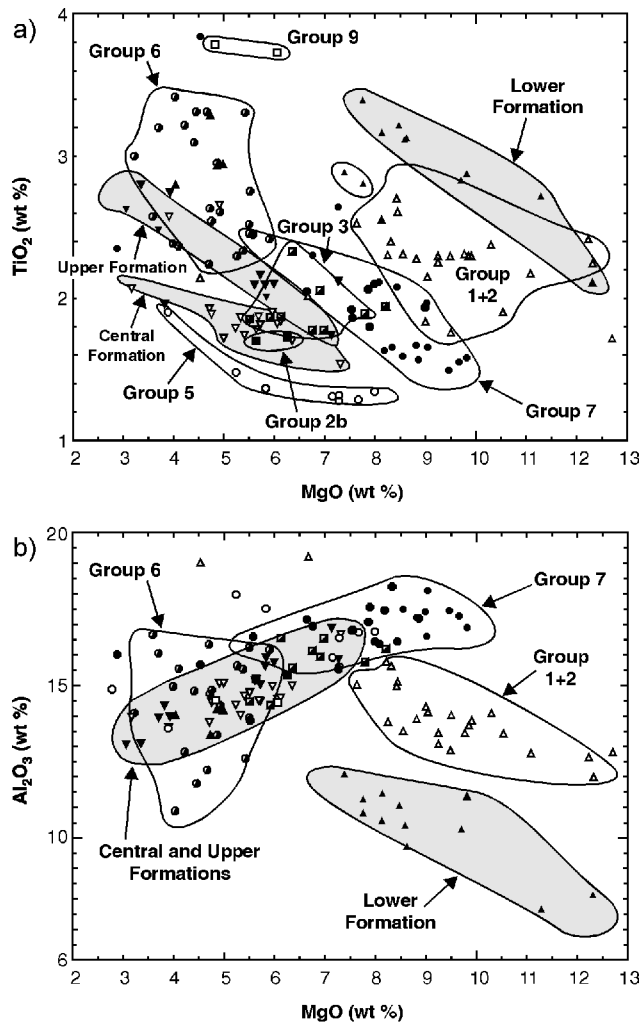 a)
4
3
2
1
TiO₂ (wt %)
Group 6
Group 9
Lower
Formation
Group 3
Upper Formation
Group
1+2
Central
Formation
Group 5
Group 2b
Group 7
2 3 4 5 6 7 8 9 10 11 12 13
MgO (wt %)
b)
20
15
10
6
Al₂O₃ (wt %)
Group 6
Group 7
Group
1+2
Central and Upper
Formations
Lower
Formation
2 3 4 5 6 7 8 9 10 11 12 13
MgO (wt %)